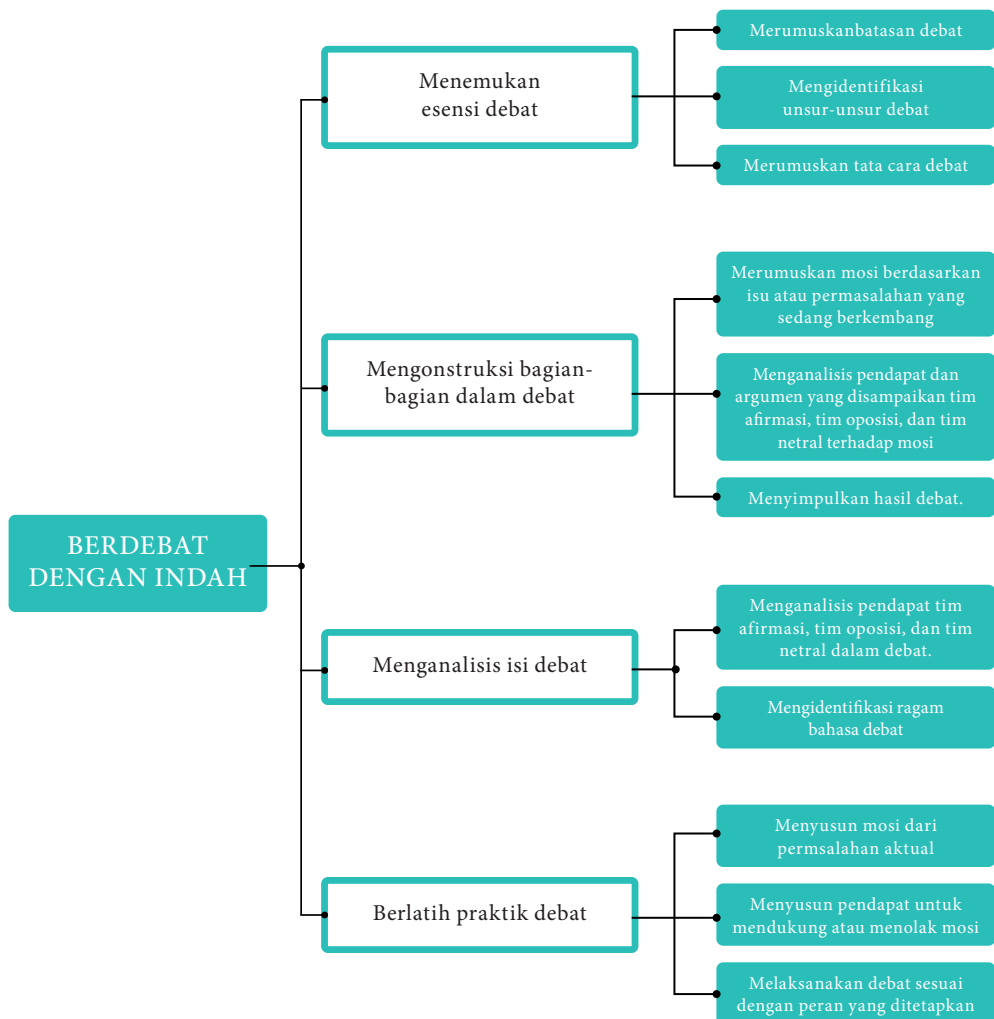 BERDEBAT
DENGAN INDAH
Menemukan
esensi debat
Merumuskanbatasan debat
Mengidentifikasi
unsur-unsur debat
Merumuskan tata cara debat
Mengonstruksi bagian-
bagian dalam debat
Merumuskan mosi berdasarkan
isu atau permasalahan yang
sedang berkembang
Menganalisis pendapat dan
argumen yang disampaikan tim
afirmasi, tim oposisi, dan tim
netral terhadap mosi
Menyimpulkan hasil debat.
Menganalisis isi debat
Menganalisis pendapat tim
afirmasi, tim oposisi, dan tim
netral dalam debat.
Mengidentifikasi ragam
bahasa debat
Berlatih praktik debat
Menyusun mosi dari
permsalahan aktual
Menyusun pendapat untuk
mendukung atau menolak mosi
Melaksanakan debat sesuai
dengan peran yang ditetapkan